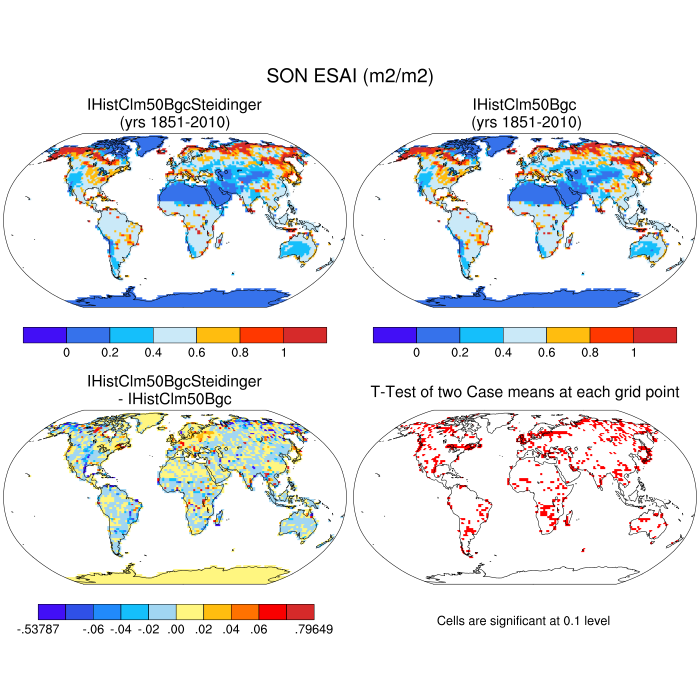 SON ESAI (m2/m2)
IHistClm50BgcSteidinger
(yrs 1851-2010)
IHistClm50Bgc
(yrs 1851-2010)
0 0.2 0.4 0.6 0.8 1
0 0.2 0.4 0.6 0.8 1
IHistClm50BgcSteidinger
- IHistClm50Bgc
T-Test of two Case means at each grid point
-.53787 -.06 -.04 -.02 .00 .02 .04 .06 .79649
Cells are significant at 0.1 level